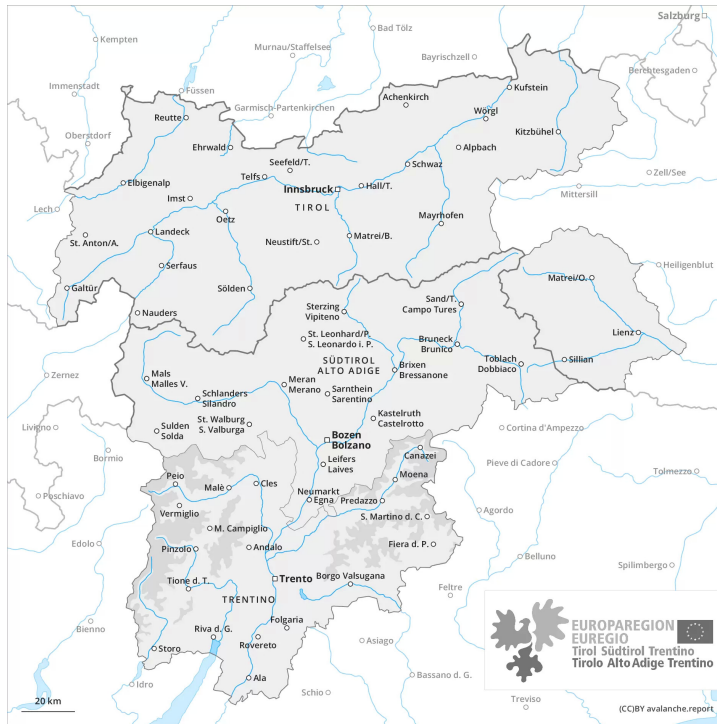 Salzburg
Kempten
Bad Tölz
Murnau/Staffelsee
Bayrischzell
Berchtesgaden
Immenstadt
Füssen
Kufstein
Achenkirch
Garmisch-Partenkirchen
Reutte
Wörgl
Oberstdorf
Kitzbühel
Ehrwald
Alpbach
Seefeld/T.
Schwaz
Zell/See
Telfs
Elbigenalp
Innsbruck
Hall/T.
Mittersill
Imst
TIROL
Lech
Oetz
Mayrhofen
St. Anton/A.
Landeck
Neustift/St.
Matrei/B.
Serfaus
Heiligenblut
Matrei/O.
Galtür
Sölden
Sand/T.
Campo Tures
Nauders
Sterzing
Vipiteno
St. Leonhard/P.
S. Leonardo i. P.
Lienz
Bruneck
Brunico
SÜDTIROL
ALTO ADIGE
Toblach
Dobbiaco
Sillian
Zernez
Mals
Malles V.
Meran
Merano
Brixen
Bressanone
Schlanders
Silandro
Sarnthein
Sarentino
Livigno
Sulden
Solda
St. Walburg
S. Valburga
Kastelruth
Castelrotto
Cortina d'Ampezzo
Bozen
Bolzano
Bormio
Canazei
Leifers
Laives
Pieve di Cadore
Tolmezzo
Peio
Moena
Malè
Cles
Neumarkt
Egna
Predazzo
Poschiavo
Vermiglio
S. Martino d. C.
Agordo
M. Campiglio
Edolo
Pinzolo
Andalo
Fiera d. P.
Belluno
Spilimbergo
Tione d. T.
Trento
Borgo Valsugana
Feltre
TRENTINO
Folgaria
Bienno
Riva d. G.
Rovereto
Asiago
Storo
EUROPAREGION
EUREGIO
Tirol Südtirol Trentino
Tirolo Alto Adige Trentino
Ala
Bassano d. G.
Idro
Schio
20 km
Treviso
(CC)BY avalanche.report